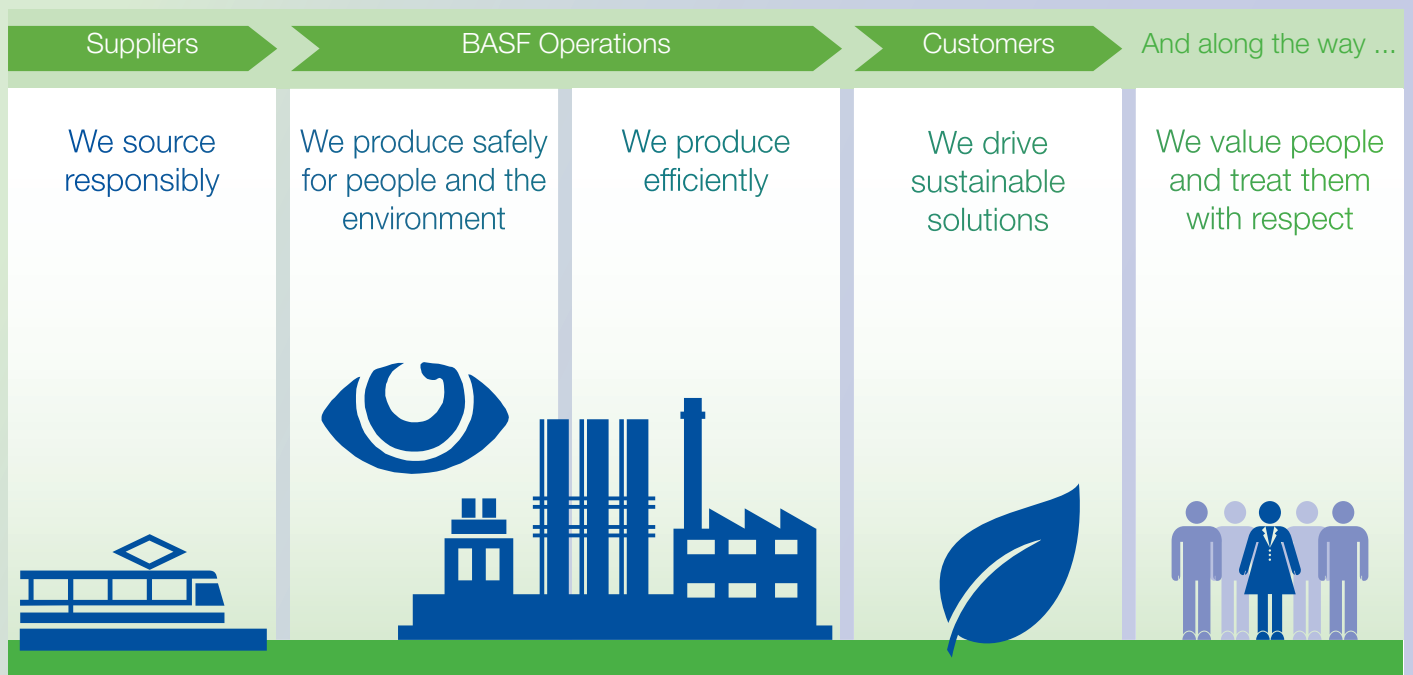 Suppliers
BASF Operations
Customers
And along the way ...
We source
responsibly
We produce safely
for people and the
environment
We produce
efficiently
We drive
sustainable
solutions
We value people
and treat them
with respect